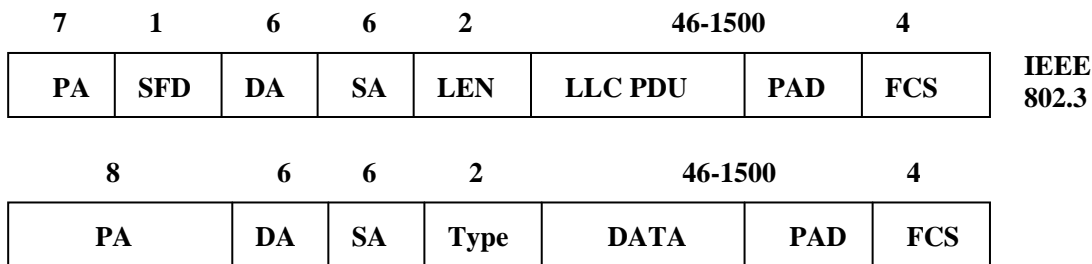 7 1 6 6 2 46-1500 4
PA SFD DA SA LEN LLC PDU PAD FCS
IEEE
802.3
8 6 6 2 46-1500 4
PA DA SA Type DATA PAD FCS